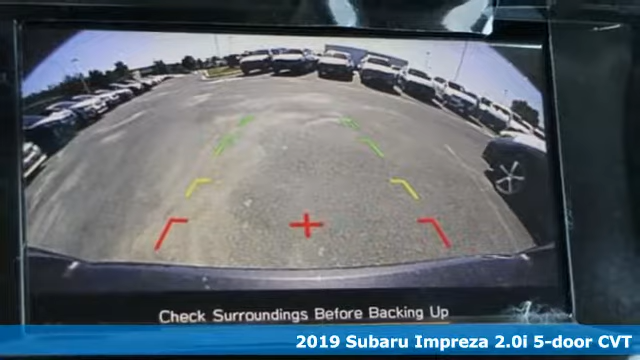 Check Surroundings Before Backing Up
2019 Subaru Impreza 2.0i 5-door CVT